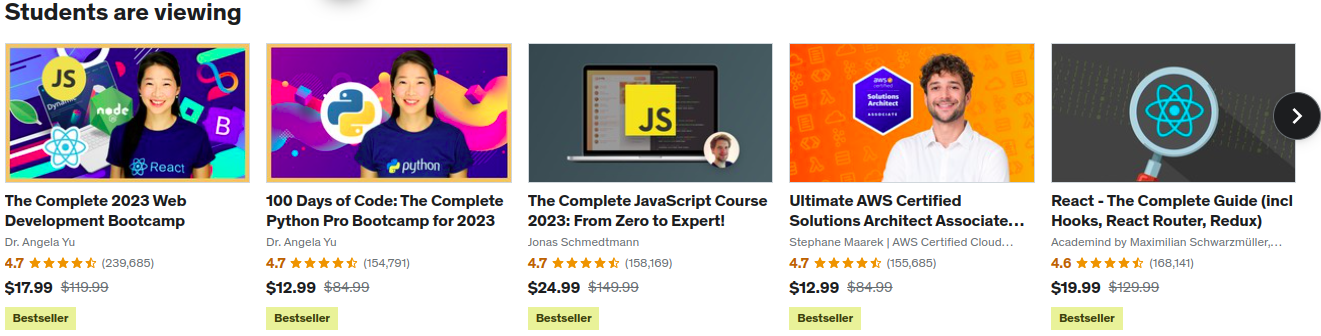 Students are viewing
JS
Dynamic
node
B
React
The Complete 2023 Web
Development Bootcamp
Dr. Angela Yu
4.7 (239,685)
$17.99 $119.99
Bestseller
python
100 Days of Code: The Complete
Python Pro Bootcamp for 2023
Dr. Angela Yu
4.7 (154,791)
$12.99 $84.99
Bestseller
JS
The Complete JavaScript Course
2023: From Zero to Expert!
Jonas Schmedtmann
4.7 (158,169)
$24.99 $149.99
Bestseller
aws
certified
Solutions
Architect
ASSOCIATE
Ultimate AWS Certified
Solutions Architect Associate...
Stephane Maarek | AWS Certified Cloud...
4.7 (155,685)
$12.99 $84.99
Bestseller
React - The Complete Guide (incl
Hooks, React Router, Redux)
Academind by Maximilian Schwarzmüller,...
4.6 (168,141)
$19.99 $129.99
Bestseller